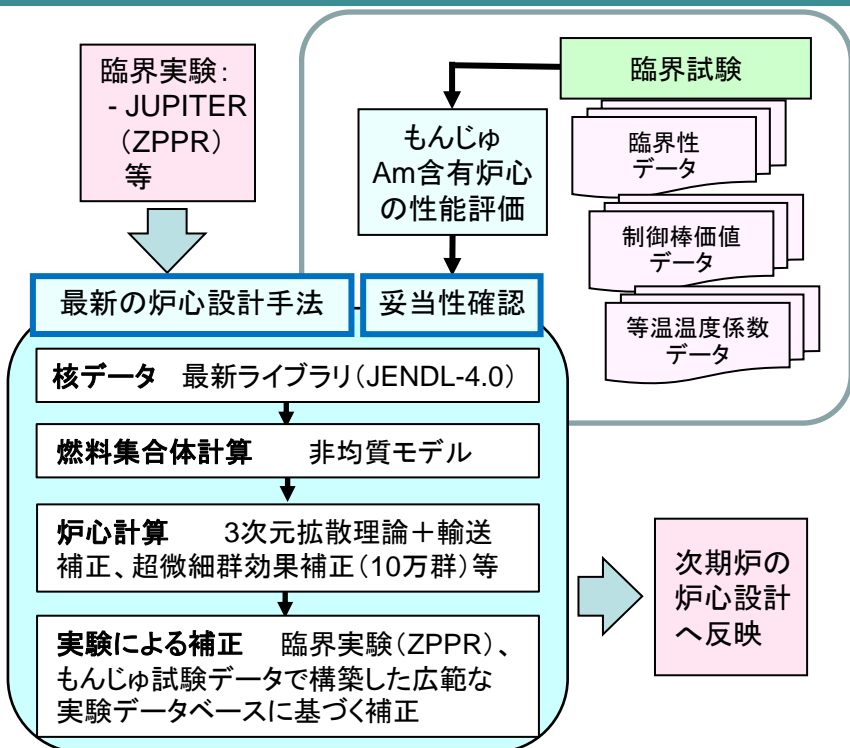 臨界実験：
- JUPITER
（ZPPR）
等
臨界試験
もんじゅ
Am含有炉心
の性能評価
臨界性
データ
制御棒価値
データ
等温温度係数
データ
最新の炉心設計手法
妥当性確認
核データ 最新ライブラリ（JENDL-4.0）
燃料集合体計算 非均質モデル
炉心計算 3次元拡散理論＋輸送
補正、超微細群効果補正（10万群）等
実験による補正 臨界実験（ZPPR）、
もんじゅ試験データで構築した広範な
実験データベースに基づく補正
次期炉の
炉心設計
へ反映